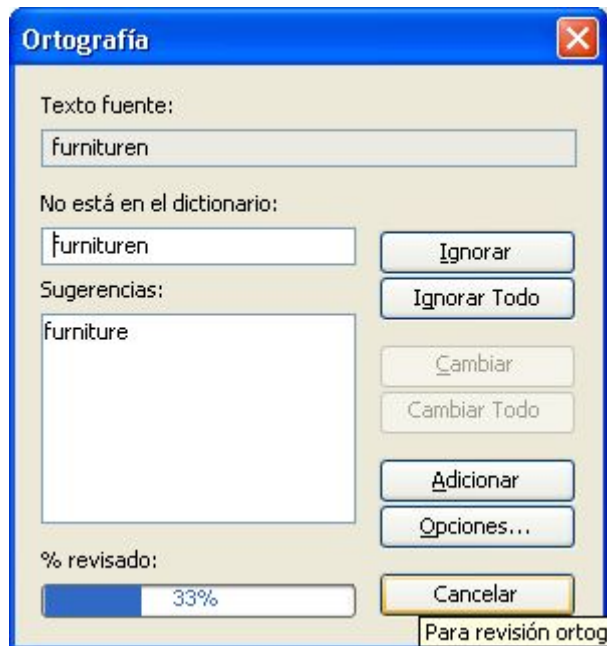 Ortografía
Texto fuente:
furnituren
No está en el dictionario:
furnituren
Ignorar
Sugerencias:
Ignorar Todo
furniture
Cambiar
Cambiar Todo
Adicionar
Opciones...
% revisado:
33%
Cancelar
Para revisión ortog